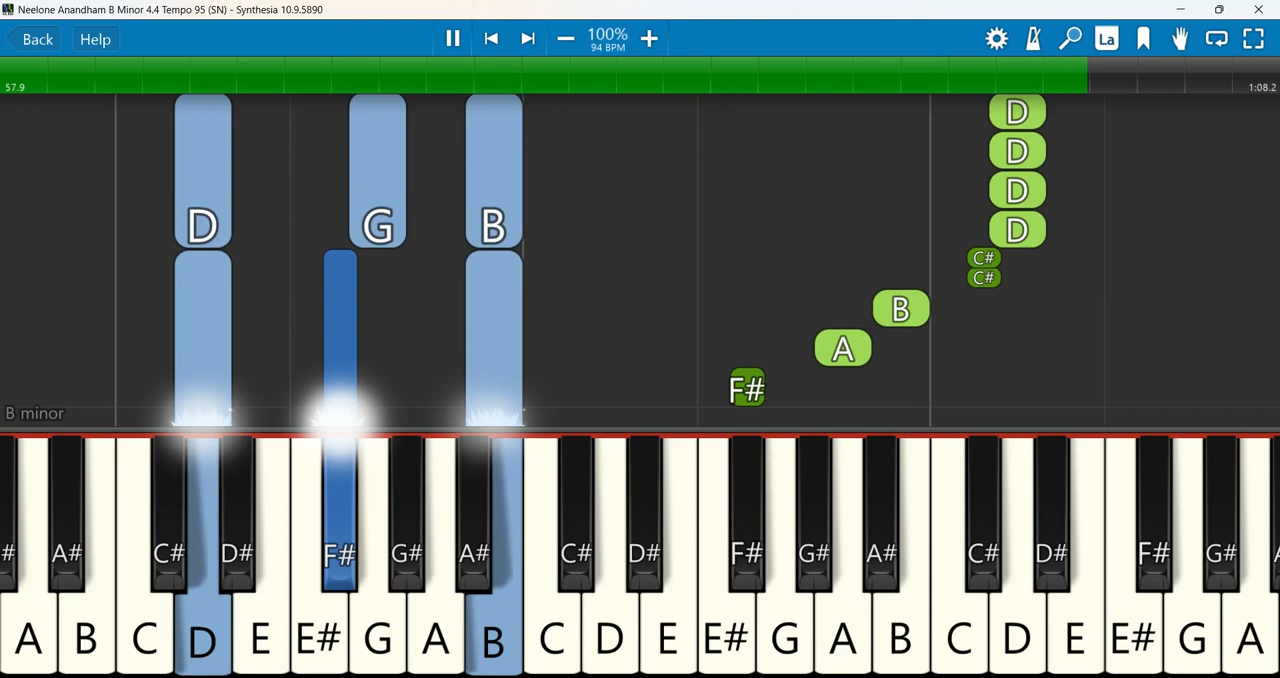 Neelone Anandham B Minor 4.4 Tempo 95 (SN) - Synthesia 10.9.5890
Back Help 100% La
94 BPM
57.9 1:08.2
D
D
D
D G B D
C#
C#
B
A
F#
B minor
# A# C# D# F# G# A# C# D# F# G# A# C# D# F# G# A
A B C D E E# G A B C D E E# G A B C D E E# G A